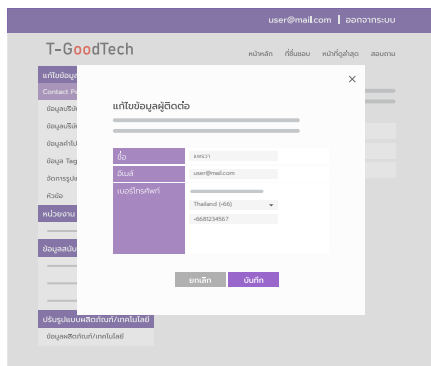 user@mail.com | ออกจากระบบ
T-GoodTech
หน้าหลัก ที่ชื่นชอบ หน้าที่ดูล่าสุด สอบถาม
แก้ไขข้อมูล
Contact Pe
ข้อมูลบริษั
ข้อมูลบริษั
ข้อมูลทั่วไป
ข้อมูล Tag
จัดการรูปแ
หัวข้อ
หน่วยงาน
ข้อมูลสนับ
ปรับรูปแบบผลิตภัณฑ์/เทคโนโลยี
ข้อมูลผลิตภัณฑ์/เทคโนโลยี
×
แก้ไขข้อมูลผู้ติดต่อ
ชื่อ แพรวา
อีเมล์ user@mail.com
เบอร์โทรศัพท์
Thailand (+66)
+6681234567
ยกเลิก บันทึก